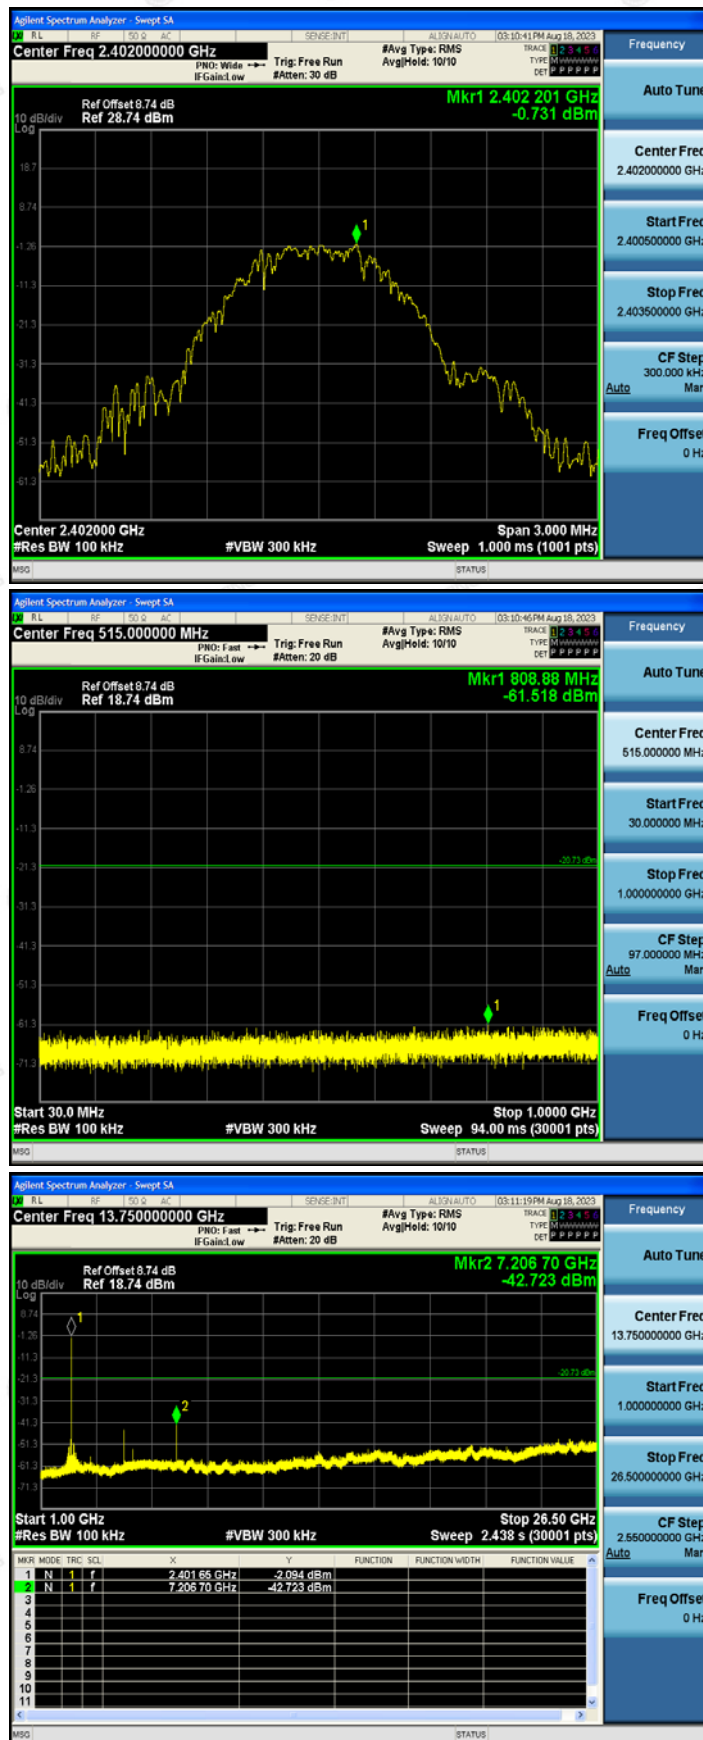 Agilent Spectrum Analyzer - Swept SA
RL RF 50 Ω AC SENSE:INT ALIGNAUTO 03:10:41 PM Aug 18, 2023
Center Freq 2.402000000 GHz
PNO: Wide
IFGain:Low
Trig: Free Run
#Atten: 30 dB
#Avg Type: RMS
Avg|Hold: 10/10
TRACE 1 2 3 4 5 6
TYPE M
DET P P P P P P
Frequency
Ref Offset 8.74 dB
10 dB/div Ref 28.74 dBm
Log
Mkr1 2.402 201 GHz
-0.731 dBm
18.7
8.74
-1.26
-11.3
-21.3
-31.3
-41.3
-51.3
-61.3
1
Center 2.402000 GHz
Span 3.000 MHz
#Res BW 100 kHz
#VBW 300 kHz
Sweep 1.000 ms (1001 pts)
MSG STATUS
Auto Tune
Center Freq
2.402000000 GHz
Start Freq
2.400500000 GHz
Stop Freq
2.403500000 GHz
CF Step
300.000 kHz
Auto Man
Freq Offset
0 Hz
Agilent Spectrum Analyzer - Swept SA
RL RF 50 Ω AC SENSE:INT ALIGNAUTO 03:10:46 PM Aug 18, 2023
Center Freq 515.000000 MHz
PNO: Fast
IFGain:Low
Trig: Free Run
#Atten: 20 dB
#Avg Type: RMS
Avg|Hold: 10/10
TRACE 1 2 3 4 5 6
TYPE M
DET P P P P P P
Frequency
Ref Offset 8.74 dB
10 dB/div Ref 18.74 dBm
Log
Mkr1 808.88 MHz
-61.518 dBm
8.74
-1.26
-11.3
-21.3
-31.3
-41.3
-51.3
-61.3
-71.3
-20.73 dBm
1
Start 30.0 MHz
Stop 1.0000 GHz
#Res BW 100 kHz
#VBW 300 kHz
Sweep 94.00 ms (30001 pts)
MSG STATUS
Auto Tune
Center Freq
515.000000 MHz
Start Freq
30.000000 MHz
Stop Freq
1.000000000 GHz
CF Step
97.000000 MHz
Auto Man
Freq Offset
0 Hz
Agilent Spectrum Analyzer - Swept SA
RL RF 50 Ω AC SENSE:INT ALIGNAUTO 03:11:19 PM Aug 18, 2023
Center Freq 13.750000000 GHz
PNO: Fast
IFGain:Low
Trig: Free Run
#Atten: 20 dB
#Avg Type: RMS
Avg|Hold: 10/10
TRACE 1 2 3 4 5 6
TYPE M
DET P P P P P P
Frequency
Ref Offset 8.74 dB
10 dB/div Ref 18.74 dBm
Log
Mkr2 7.206 70 GHz
-42.723 dBm
8.74
-1.26
-11.3
-21.3
-31.3
-41.3
-51.3
-61.3
-71.3
-20.73 dBm
1
2
Start 1.00 GHz
Stop 26.50 GHz
#Res BW 100 kHz
#VBW 300 kHz
Sweep 2.438 s (30001 pts)
MKR MODE TRC SCL X Y FUNCTION FUNCTION WIDTH FUNCTION VALUE
1 N 1 f 2.401 65 GHz -2.094 dBm
2 N 1 f 7.206 70 GHz -42.723 dBm
3
4
5
6
7
8
9
10
11
MSG STATUS
Auto Tune
Center Freq
13.750000000 GHz
Start Freq
1.000000000 GHz
Stop Freq
26.500000000 GHz
CF Step
2.550000000 GHz
Auto Man
Freq Offset
0 Hz